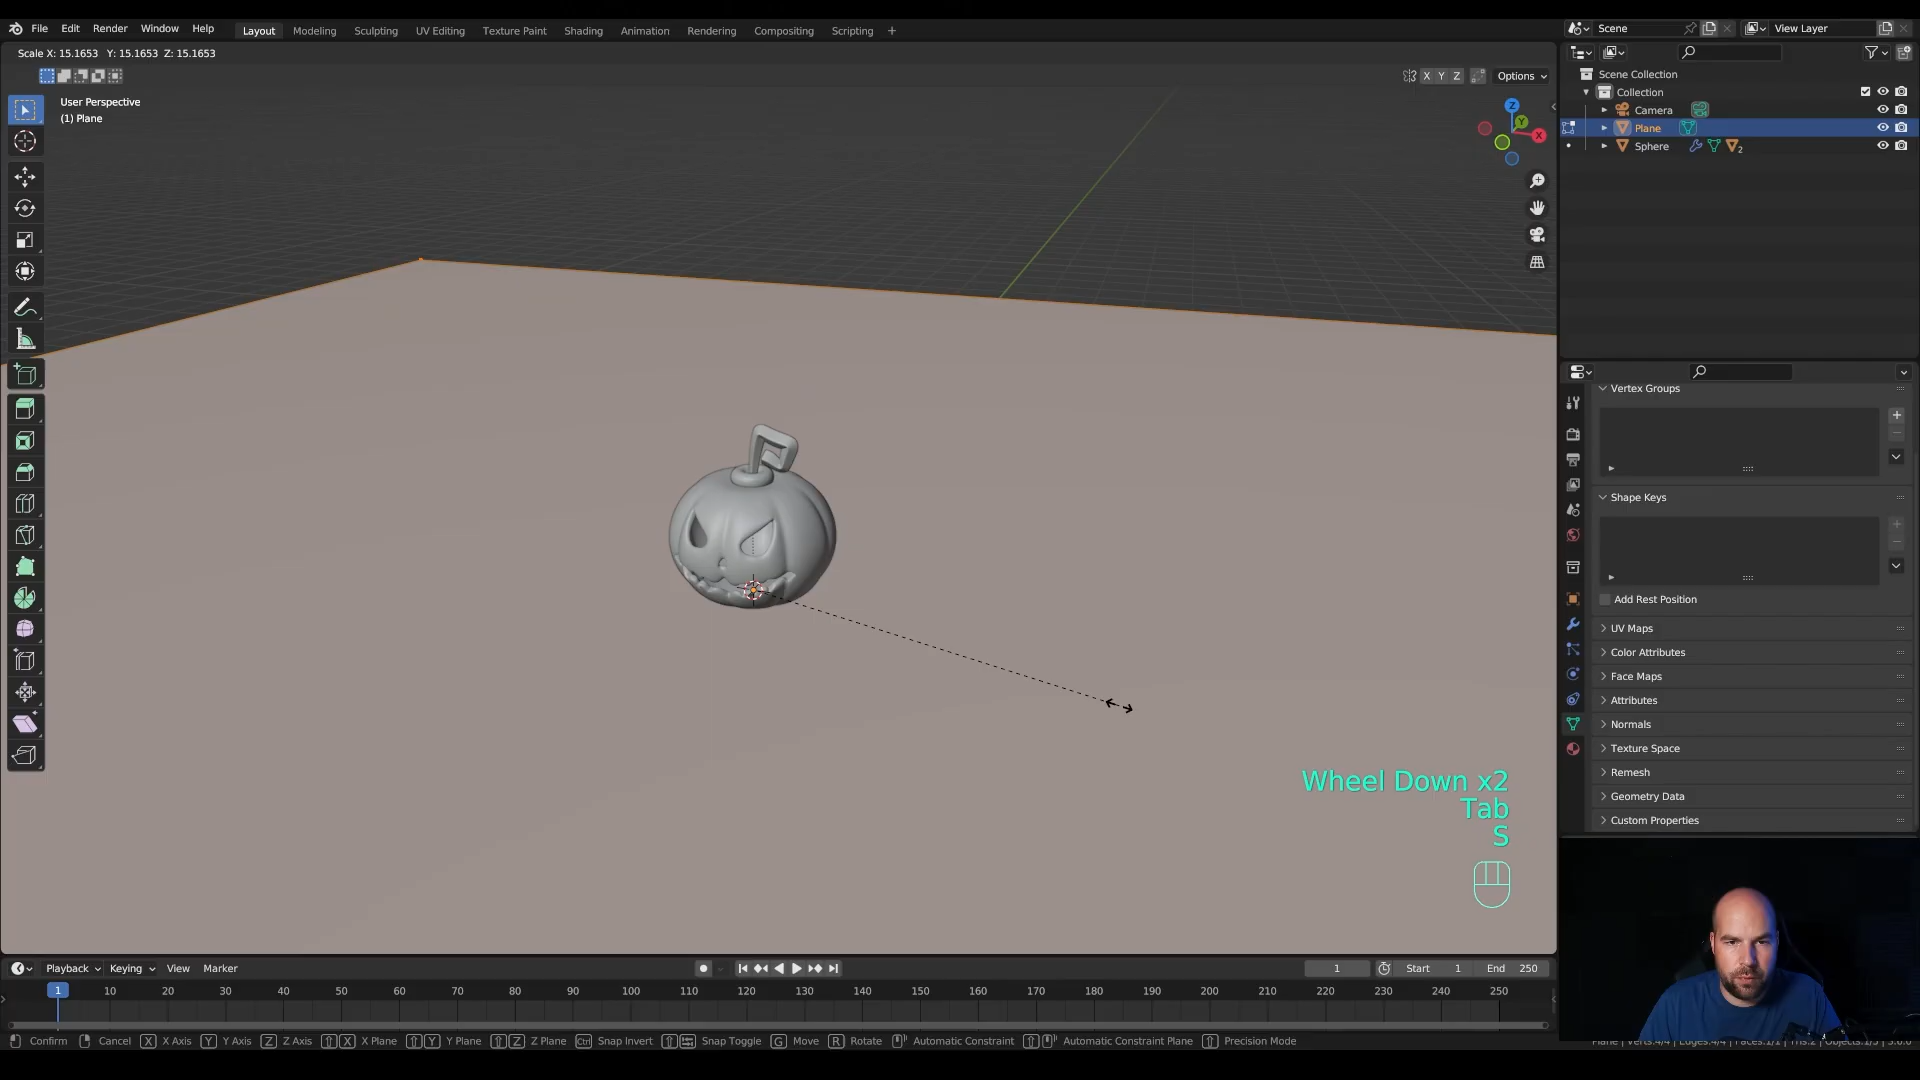 File Edit Render Window Help Layout Modeling Sculpting UV Editing Texture Paint Shading Animation Rendering Compositing Scripting + Scene View Layer
Scale X: 15.1653 Y: 15.1653 Z: 15.1653
X Y Z Options
User Perspective
(1) Plane
Z
Y
X
Scene Collection
Collection
Camera
Plane
Sphere 2
Vertex Groups
Shape Keys
Add Rest Position
UV Maps
Color Attributes
Face Maps
Attributes
Normals
Texture Space
Remesh
Geometry Data
Custom Properties
Wheel Down x2
Tab
S
Playback Keying View Marker 1 Start 1 End 250
1 10 20 30 40 50 60 70 80 90 100 110 120 130 140 150 160 170 180 190 200 210 220 230 240 250
Confirm Cancel X X Axis Y Y Axis Z Z Axis X X Plane Y Y Plane Z Z Plane Ctrl Snap Invert Snap Toggle G Move R Rotate Automatic Constraint Automatic Constraint Plane Precision Mode